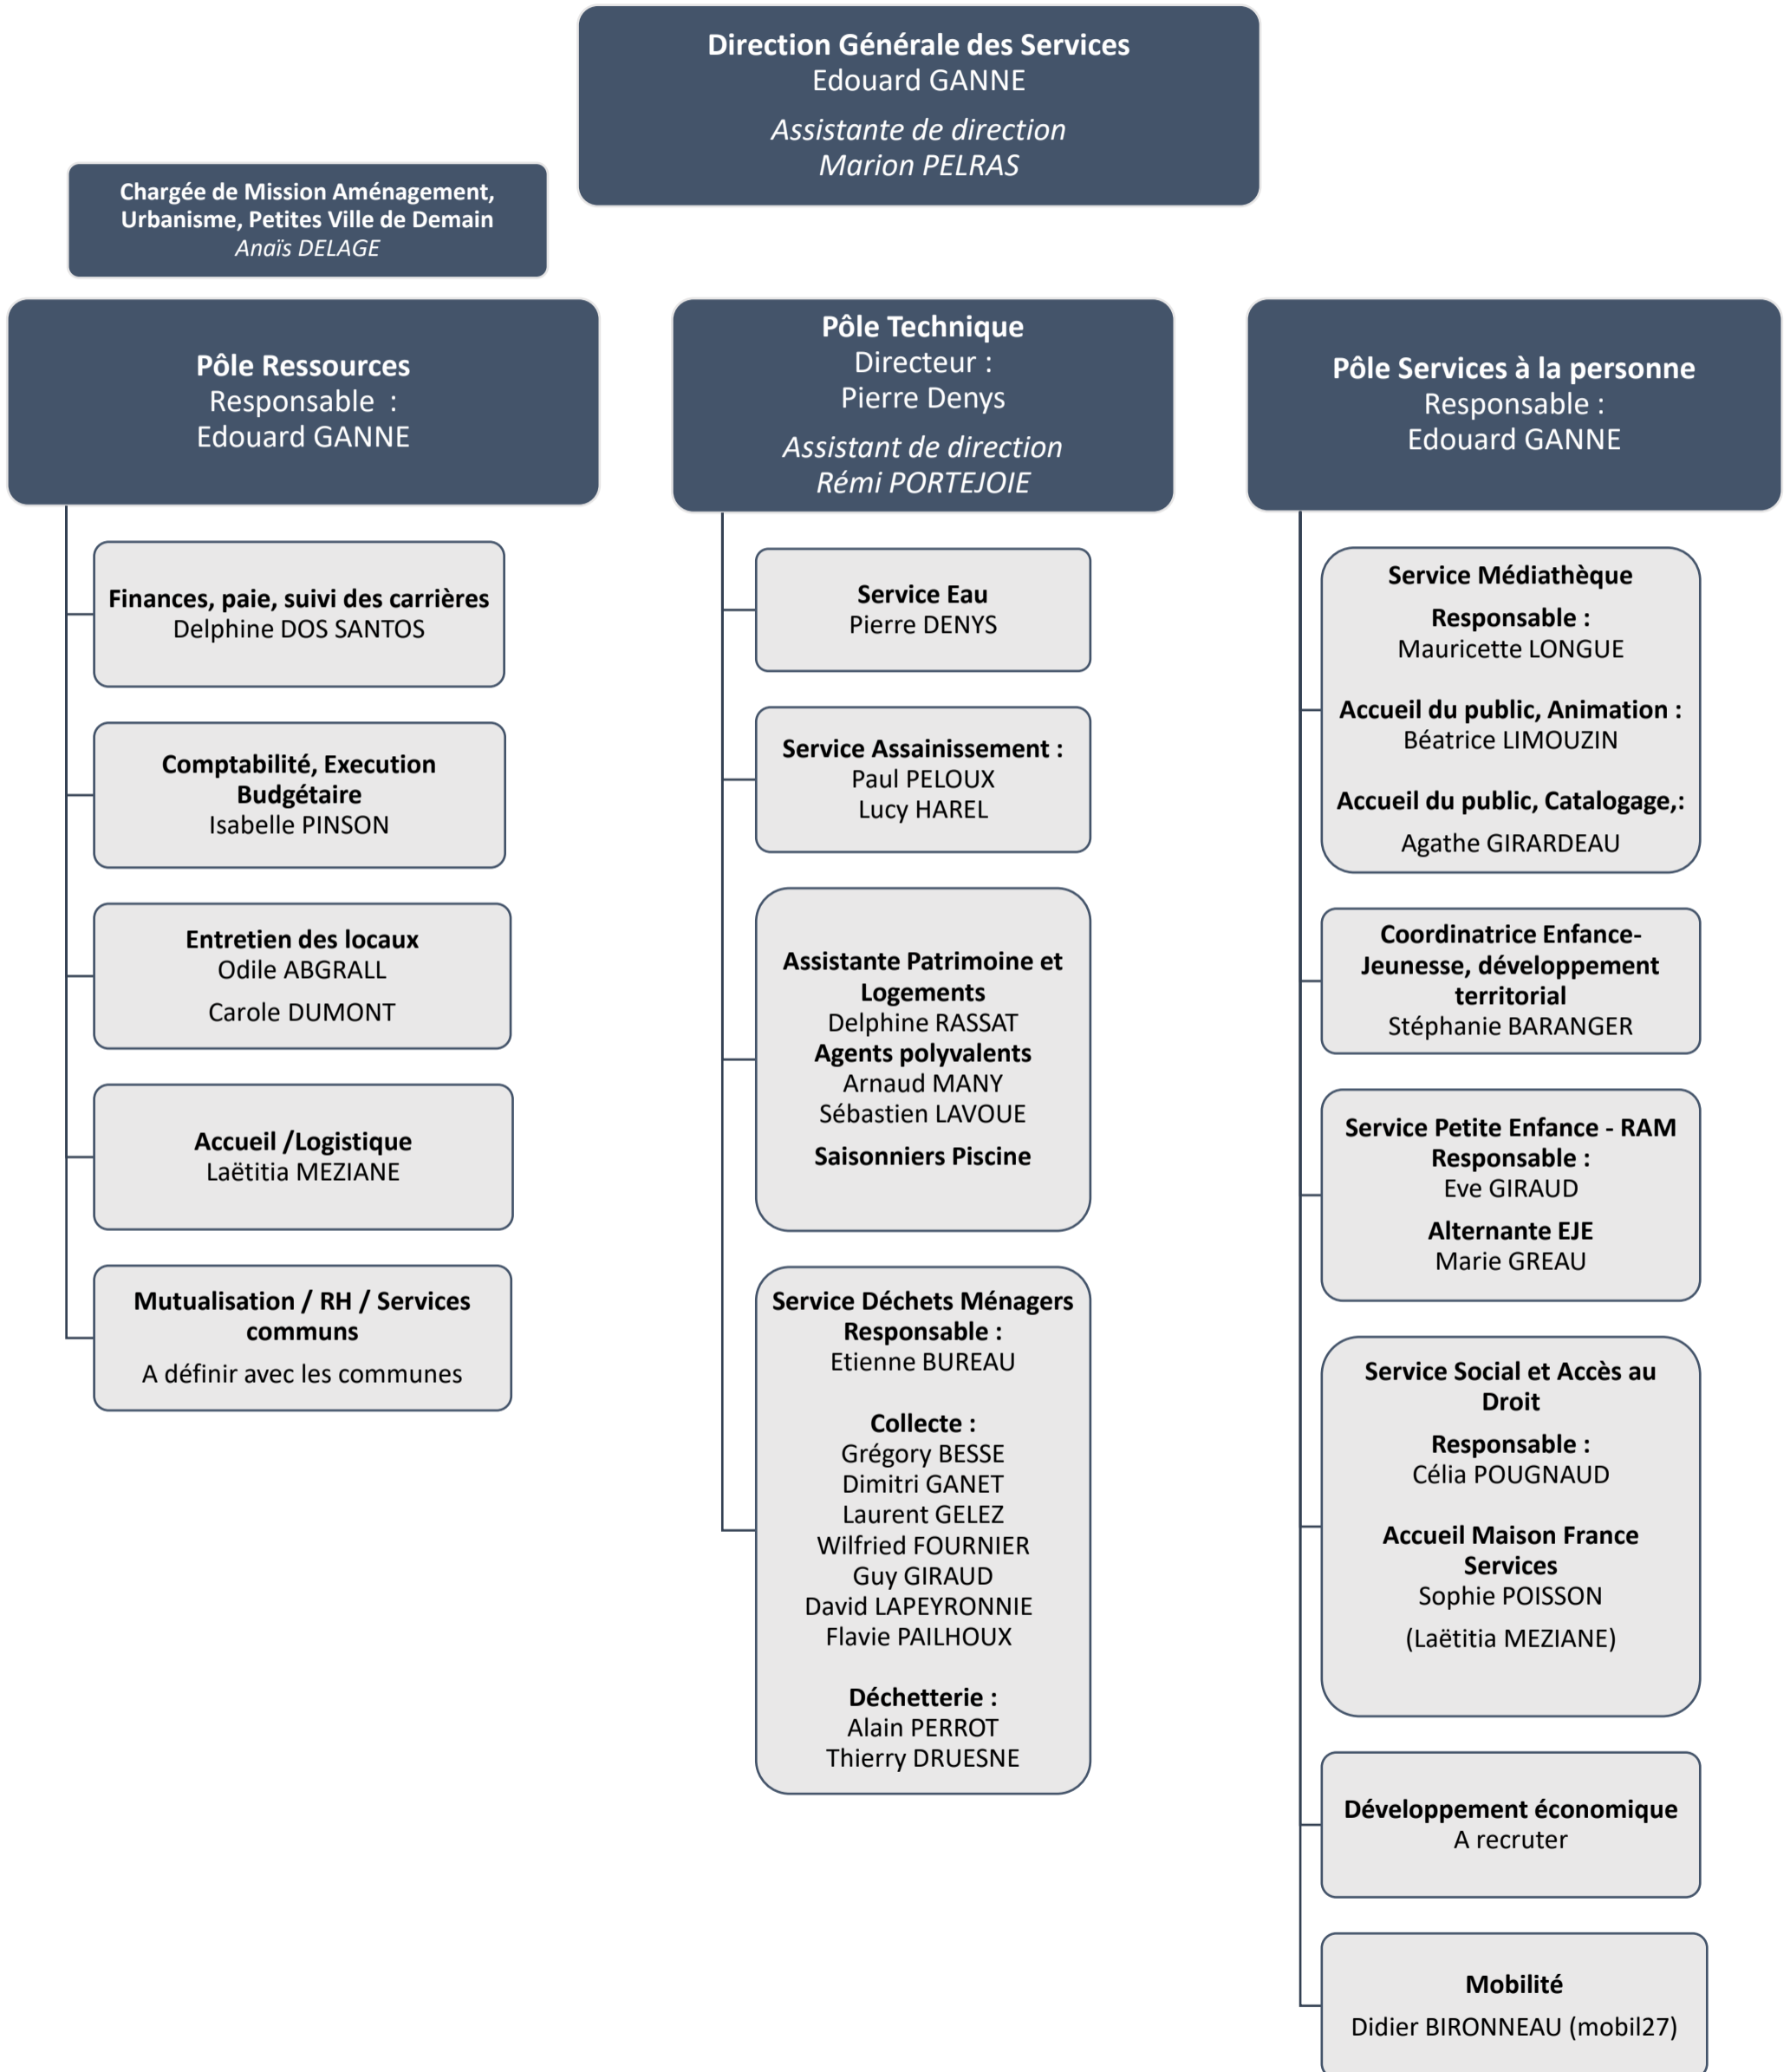 Direction Générale des Services
Edouard GANNE
Assistante de direction
Marion PELRAS
Chargée de Mission Aménagement,
Urbanisme, Petites Ville de Demain
Anaïs DELAGE
Pôle Ressources
Responsable :
Edouard GANNE
Finances, paie, suivi des carrières
Delphine DOS SANTOS
Comptabilité, Execution
Budgétaire
Isabelle PINSON
Entretien des locaux
Odile ABGRALL
Carole DUMONT
Accueil /Logistique
Laëtitia MEZIANE
Mutualisation / RH / Services
communs
A définir avec les communes
Pôle Technique
Directeur :
Pierre Denys
Assistant de direction
Rémi PORTEJOIE
Service Eau
Pierre DENYS
Service Assainissement :
Paul PELOUX
Lucy HAREL
Assistante Patrimoine et
Logements
Delphine RASSAT
Agents polyvalents
Arnaud MANY
Sébastien LAVOUE
Saisonniers Piscine
Service Déchets Ménagers
Responsable :
Etienne BUREAU
Collecte :
Grégory BESSE
Dimitri GANET
Laurent GELEZ
Wilfried FOURNIER
Guy GIRAUD
David LAPEYRONNIE
Flavie PAILHOUX
Déchetterie :
Alain PERROT
Thierry DRUESNE
Pôle Services à la personne
Responsable :
Edouard GANNE
Service Médiathèque
Responsable :
Mauricette LONGUE
Accueil du public, Animation :
Béatrice LIMOUZIN
Accueil du public, Catalogage,:
Agathe GIRARDEAU
Coordinatrice Enfance-
Jeunesse, développement
territorial
Stéphanie BARANGER
Service Petite Enfance - RAM
Responsable :
Eve GIRAUD
Alternante EJE
Marie GREAU
Service Social et Accès au
Droit
Responsable :
Célia POUGNAUD
Accueil Maison France
Services
Sophie POISSON
(Laëtitia MEZIANE)
Développement économique
A recruter
Mobilité
Didier BIRONNEAU (mobil27)